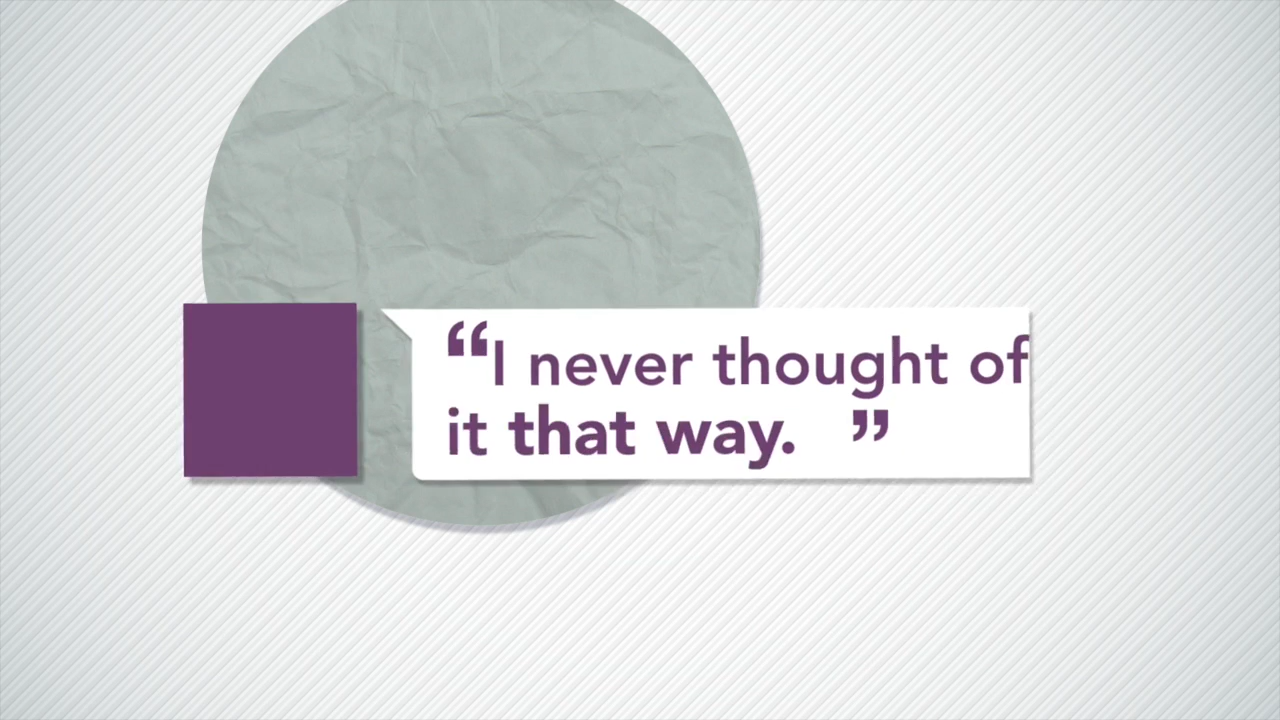 “I never thought of
it that way. ”